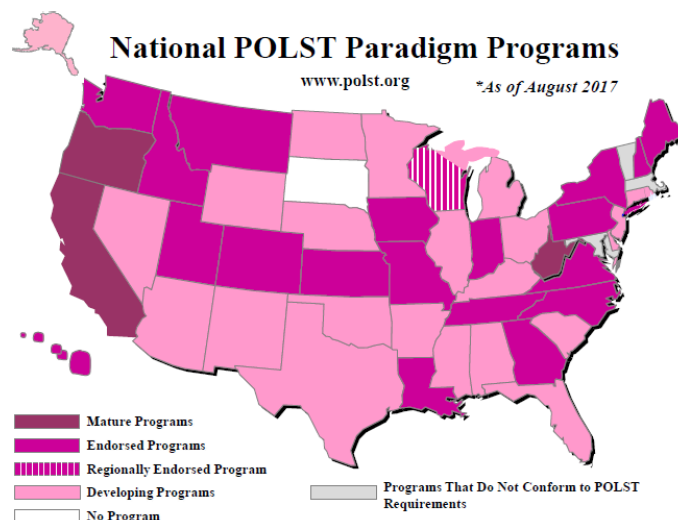 National POLST Paradigm Programs
www.polst.org
*As of August 2017
Mature Programs
Endorsed Programs
Regionally Endorsed Program
Developing Programs
No Program
Programs That Do Not Conform to POLST
Requirements